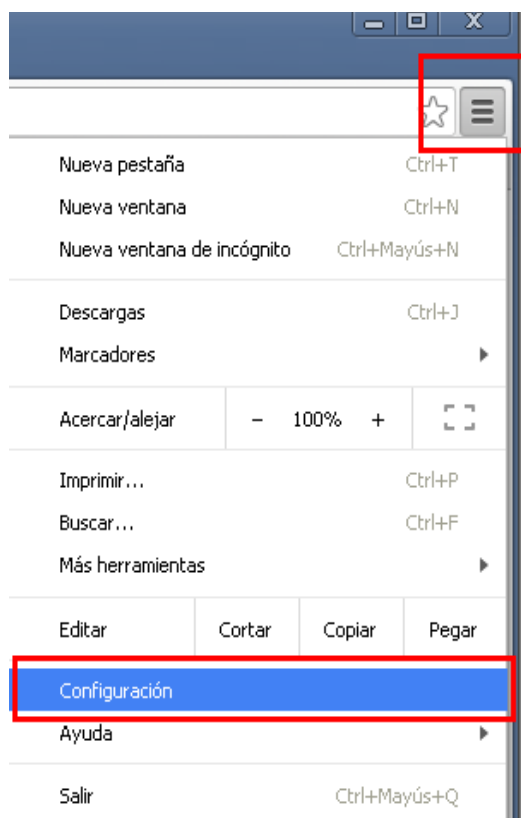 Nueva pestaña Ctrl+T
Nueva ventana Ctrl+N
Nueva ventana de incógnito Ctrl+Mayús+N
Descargas Ctrl+J
Marcadores
Acercar/alejar - 100% +
Imprimir... Ctrl+P
Buscar... Ctrl+F
Más herramientas
Editar Cortar Copiar Pegar
Configuración
Ayuda
Salir Ctrl+Mayús+Q